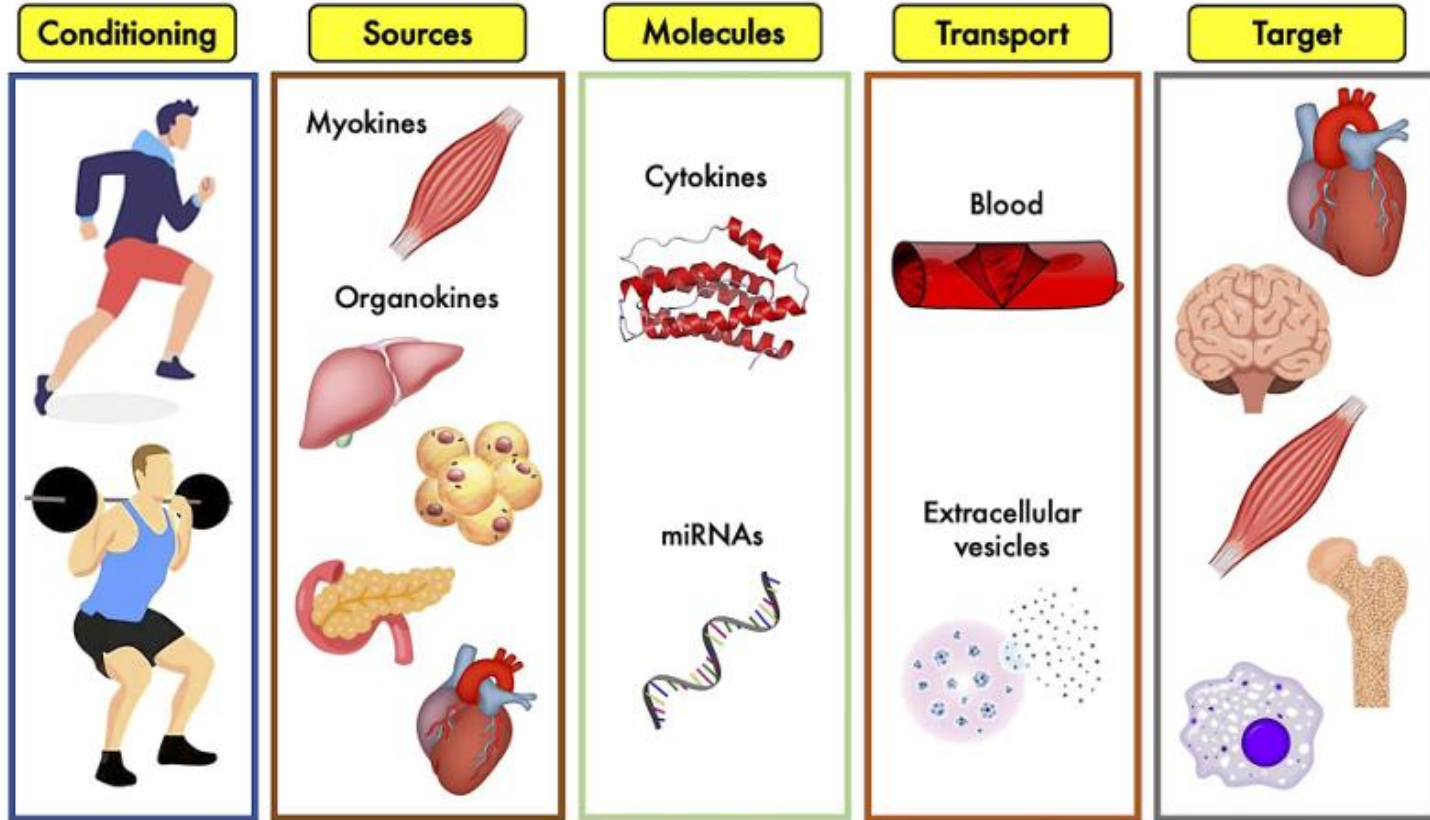 Conditioning
Sources
Molecules
Transport
Target
Myokines
Organokines
Cytokines
miRNAs
Blood
Extracellular
vesicles